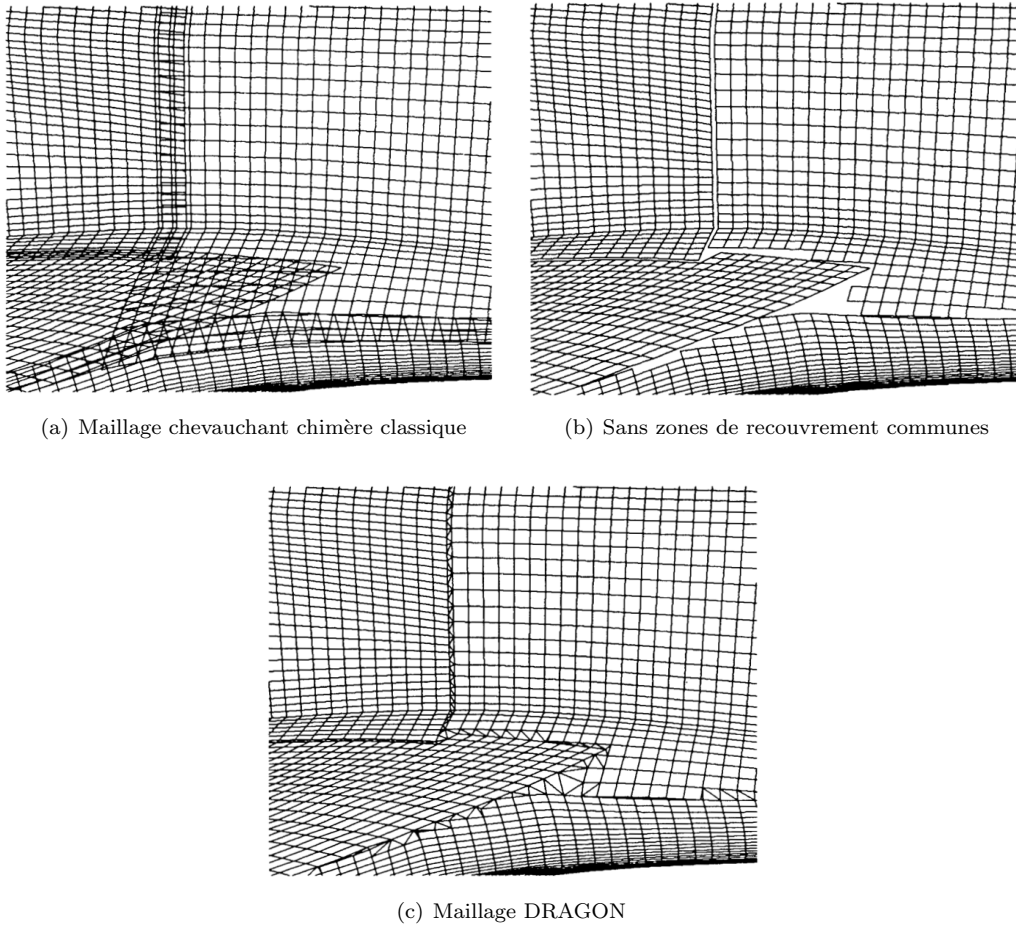 (a) Maillage chevauchant chimère classique
(b) Sans zones de recouvrement communes
(c) Maillage DRAGON